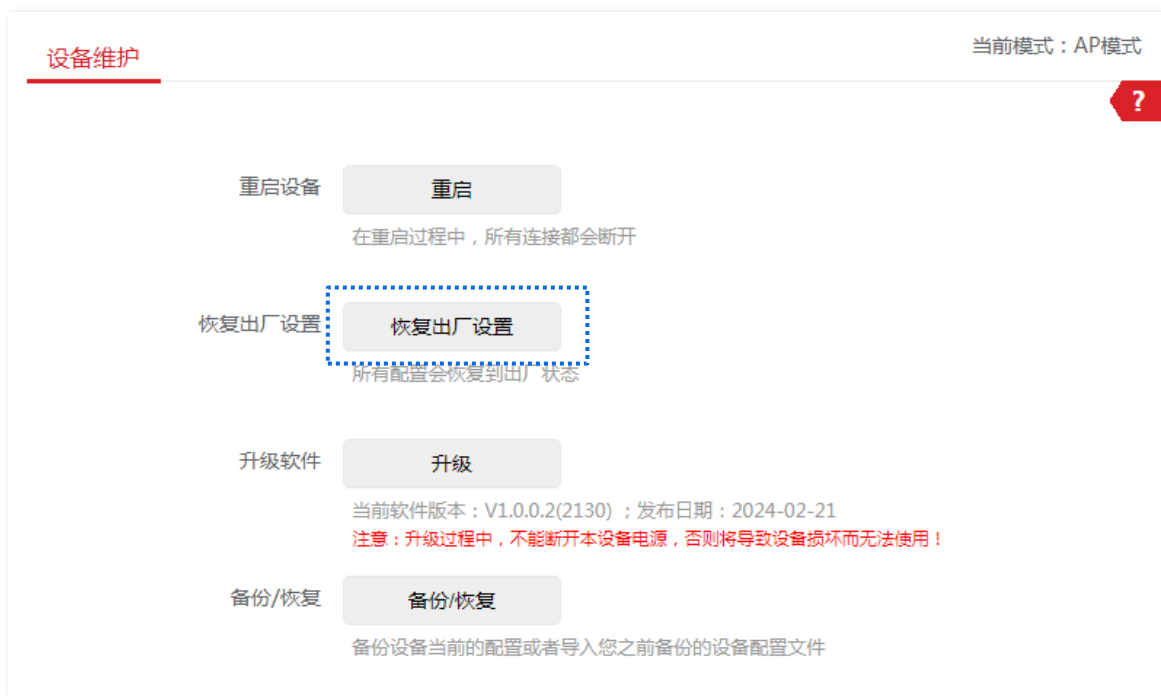 设备维护
当前模式：AP模式
?
重启设备
重启
在重启过程中，所有连接都会断开
恢复出厂设置
恢复出厂设置
所有配置会恢复到出厂状态
升级软件
升级
当前软件版本：V1.0.0.2(2130) ；发布日期：2024-02-21
注意：升级过程中，不能断开本设备电源，否则将导致设备损坏而无法使用！
备份/恢复
备份/恢复
备份设备当前的配置或者导入您之前备份的设备配置文件